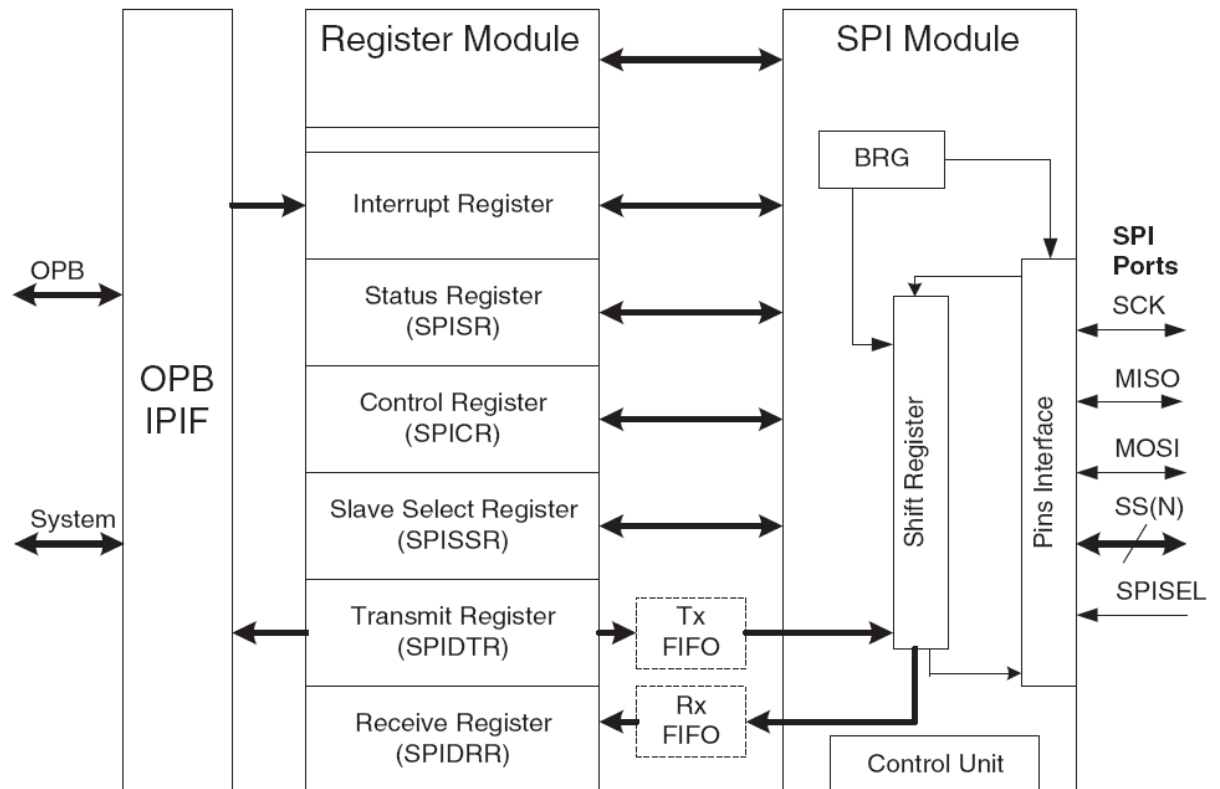 Register Module
SPI Module
BRG
Interrupt Register
SPI
Ports
OPB
Status Register
(SPISR)
SCK
OPB
IPIF
Control Register
(SPICR)
MISO
Shift Register
Pins Interface
MOSI
System
Slave Select Register
(SPISSR)
SS(N)
SPISEL
Transmit Register
(SPIDTR)
Tx
FIFO
Receive Register
(SPIDRR)
Rx
FIFO
Control Unit